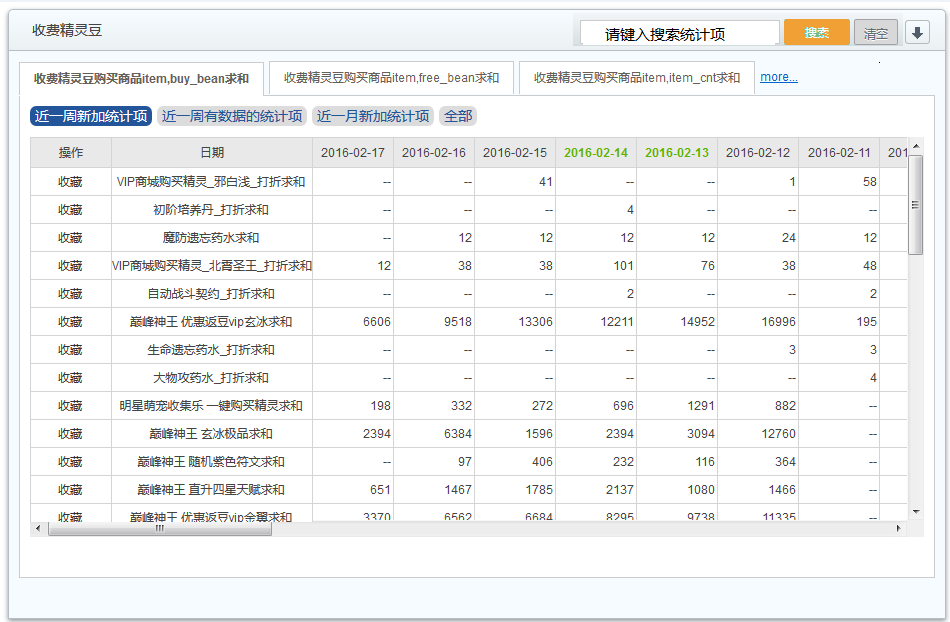 收费精灵豆
请键入搜索统计项 搜索 清空
收费精灵豆购买商品item,buy_bean求和 收费精灵豆购买商品item,free_bean求和 收费精灵豆购买商品item,item_cnt求和 more...
近一周新加统计项 近一周有数据的统计项 近一月新加统计项 全部
操作 日期 2016-02-17 2016-02-16 2016-02-15 2016-02-14 2016-02-13 2016-02-12 2016-02-11 201
收藏 VIP商城购买精灵_邪白浅_打折求和 -- -- 41 -- -- 1 58
收藏 初阶培养丹_打折求和 -- -- -- 4 -- -- --
收藏 魔防遗忘药水求和 -- 12 12 12 12 24 12
收藏 VIP商城购买精灵_北霄圣王_打折求和 12 38 38 101 76 38 48
收藏 自动战斗契约_打折求和 -- -- -- 2 -- -- 2
收藏 巅峰神王 优惠返豆vip玄冰求和 6606 9518 13306 12211 14952 16996 195
收藏 生命遗忘药水_打折求和 -- -- -- -- -- 3 3
收藏 大物攻药水_打折求和 -- -- -- -- -- -- 4
收藏 明星萌宠收集乐 一键购买精灵求和 198 332 272 696 1291 882 --
收藏 巅峰神王 玄冰极品求和 2394 6384 1596 2394 3094 12760 --
收藏 巅峰神王 随机紫色符文求和 -- 97 406 232 116 364 --
收藏 巅峰神王 直升四星天赋求和 651 1467 1785 2137 1080 1466 --
收藏 巅峰神王 优惠返豆vip金翼求和 3370 6562 6684 8295 9738 11335 --